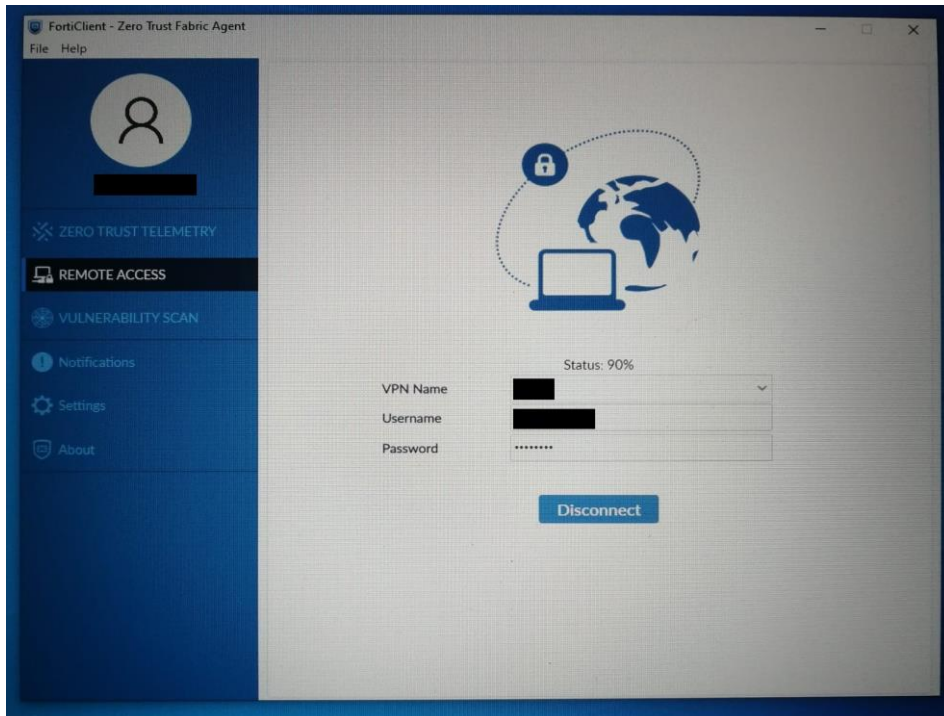 FortiClient - Zero Trust Fabric Agent
File Help
ZERO TRUST TELEMETRY
REMOTE ACCESS
VULNERABILITY SCAN
Notifications
Settings
About
Status: 90%
VPN Name
Username
Password ••••••••
Disconnect